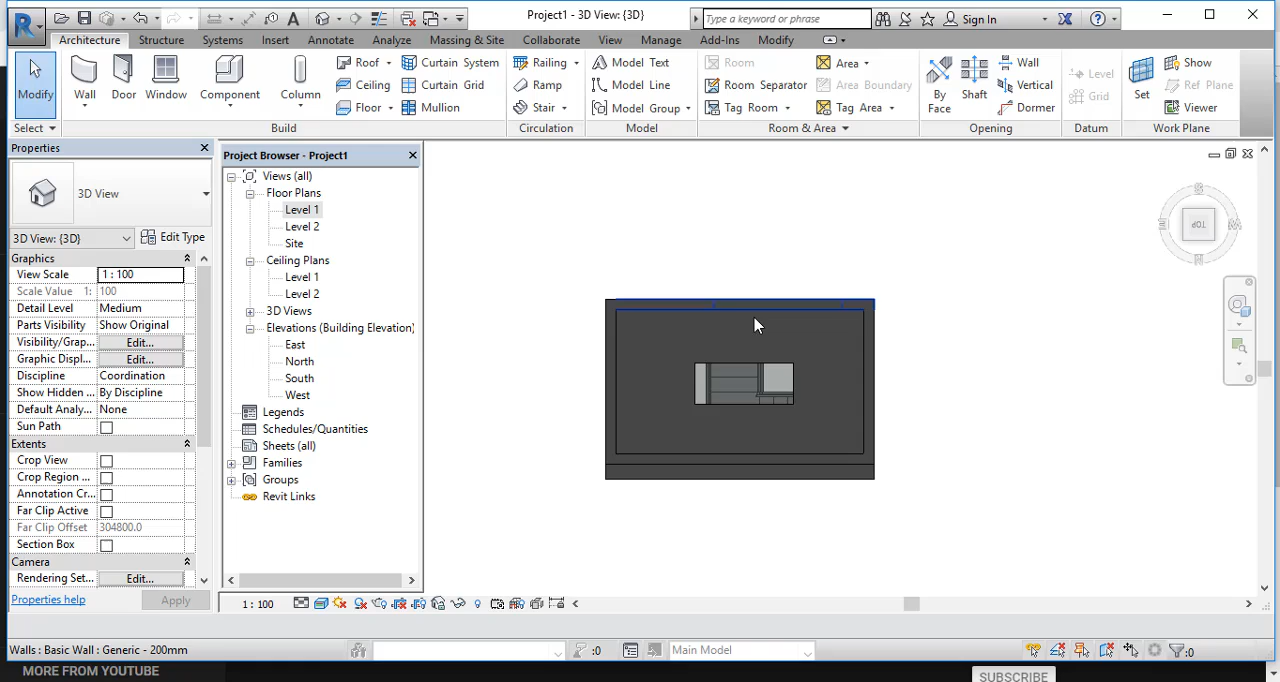 Project1 - 3D View: {3D}
Type a keyword or phrase
Sign In
Architecture Structure Systems Insert Annotate Analyze Massing & Site Collaborate View Manage Add-Ins Modify
Modify Wall Door Window Component Column
Roof Curtain System
Ceiling Curtain Grid
Floor Mullion
Railing Model Text Room Area
Ramp Model Line Room Separator Area Boundary
Stair Model Group Tag Room Tag Area
By Face Shaft Wall Vertical Dormer
Level Grid
Set Show Ref Plane Viewer
Select Build Circulation Model Room & Area Opening Datum Work Plane
Properties
3D View
3D View: {3D} Edit Type
Graphics
View Scale 1 : 100
Scale Value 1: 100
Detail Level Medium
Parts Visibility Show Original
Visibility/Grap... Edit...
Graphic Displ... Edit...
Discipline Coordination
Show Hidden ... By Discipline
Default Analy... None
Sun Path
Extents
Crop View
Crop Region ...
Annotation Cr...
Far Clip Active
Far Clip Offset 304800.0
Section Box
Camera
Rendering Set... Edit...
Properties help Apply
Project Browser - Project1
Views (all)
Floor Plans
Level 1
Level 2
Site
Ceiling Plans
Level 1
Level 2
3D Views
Elevations (Building Elevation)
East
North
South
West
Legends
Schedules/Quantities
Sheets (all)
Families
Groups
Revit Links
TOP
1 : 100
Walls : Basic Wall : Generic - 200mm
:0
Main Model
:0
MORE FROM YOUTUBE
SUBSCRIBE